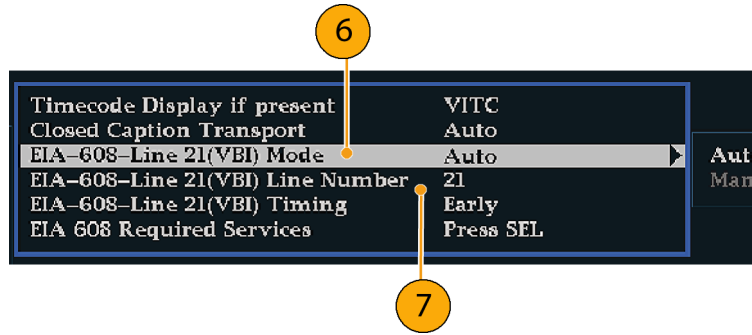 6
Timecode Display if present VITC
Closed Caption Transport Auto
EIA-608-Line 21(VBI) Mode Auto
EIA-608-Line 21(VBI) Line Number 21
EIA-608-Line 21(VBI) Timing Early
EIA 608 Required Services Press SEL
Aut
Man
7